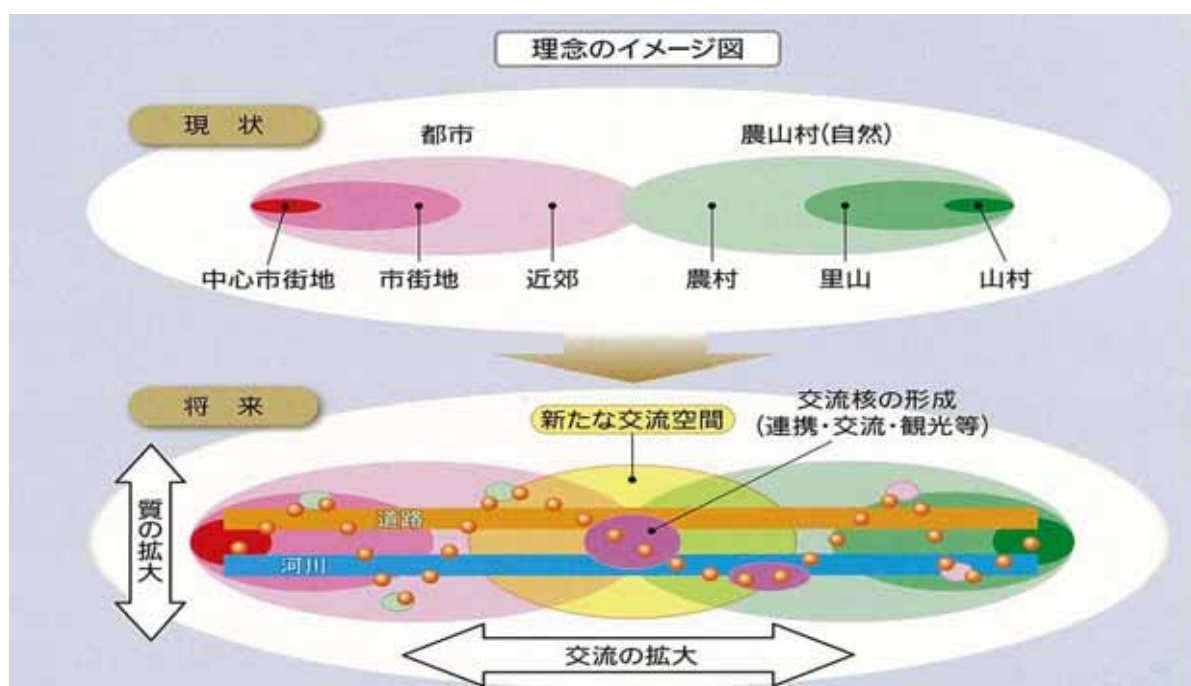 理念のイメージ図
現 状
都市
農山村(自然)
中心市街地
市街地
近郊
農村
里山
山村
将 来
新たな交流空間
交流核の形成
(連携・交流・観光等)
質の拡大
道路
河川
交流の拡大